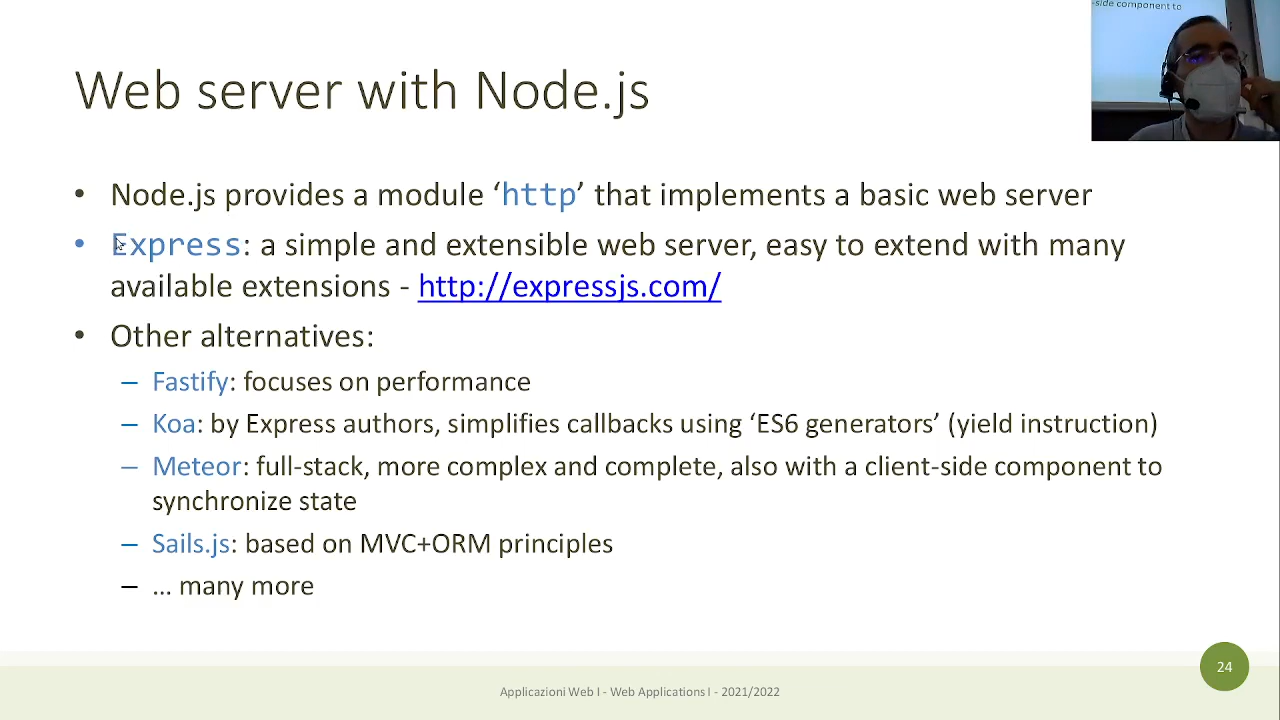 -side component to
Web server with Node.js
• Node.js provides a module ‘http’ that implements a basic web server
• Express: a simple and extensible web server, easy to extend with many
available extensions - http://expressjs.com/
• Other alternatives:
– Fastify: focuses on performance
– Koa: by Express authors, simplifies callbacks using ‘ES6 generators’ (yield instruction)
– Meteor: full-stack, more complex and complete, also with a client-side component to
synchronize state
– Sails.js: based on MVC+ORM principles
– … many more
24
Applicazioni Web I - Web Applications I - 2021/2022